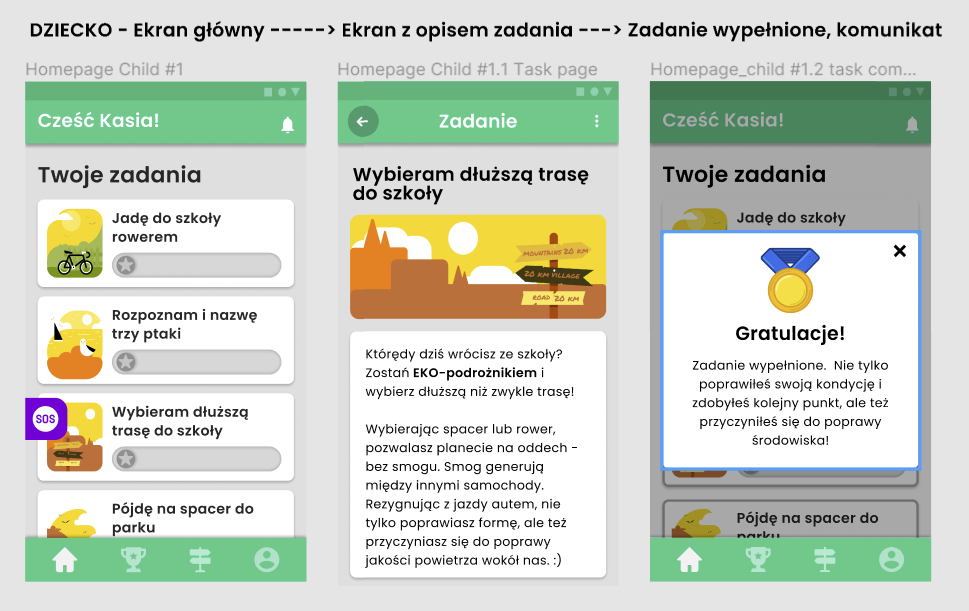 DZIECKO - Ekran główny -----> Ekran z opisem zadania ---> Zadanie wypełnione, komunikat
Homepage Child #1
Cześć Kasia!
Twoje zadania
Jadę do szkoły
rowerem
Rozpoznam i nazwę
trzy ptaki
SOS
Wybieram dłuższą
trasę do szkoły
Pójdę na spacer do
parku
Homepage Child #1.1 Task page
Zadanie
Wybieram dłuższą trasę
do szkoły
MOUNTAINS 20 KM
20 KM VILLAGE
ROAD 20 KM
Którędy dziś wrócisz ze szkoły?
Zostań EKO-podrożnikiem i
wybierz dłuższą niż zwykle trasę!
Wybierając spacer lub rower,
pozwalasz planecie na oddech -
bez smogu. Smog generują
między innymi samochody.
Rezygnując z jazdy autem, nie
tylko poprawiasz formę, ale też
przyczyniasz się do poprawy
jakości powietrza wokół nas. :)
Homepage_child #1.2 task com...
Cześć Kasia!
Twoje zadania
Jadę do szkoły
Gratulacje!
Zadanie wypełnione.  Nie tylko
poprawiłeś swoją kondycję i
zdobyłeś kolejny punkt, ale też
przyczyniłeś się do poprawy
środowiska!
Pójdę na spacer do
parku